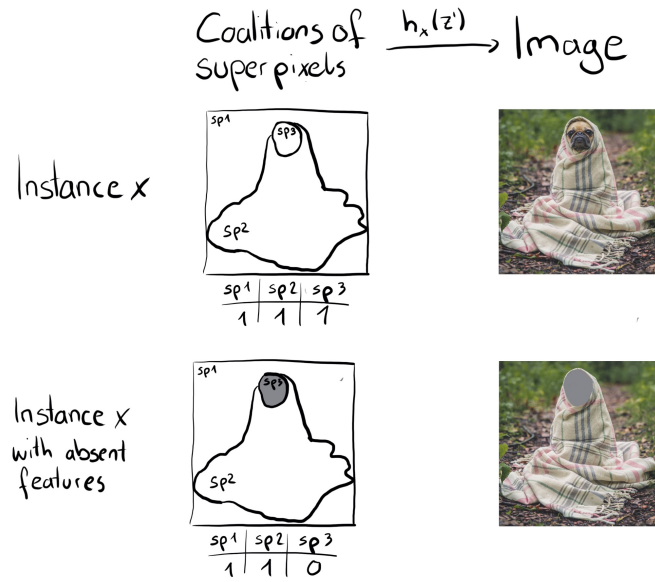 Coalitions of
superpixels
hₓ(z')
Image
Instance x
sp1
sp3
sp2
sp1 sp2 sp3
1 1 1
Instance x
with absent
features
sp1
sp3
sp2
sp1 sp2 sp3
1 1 0